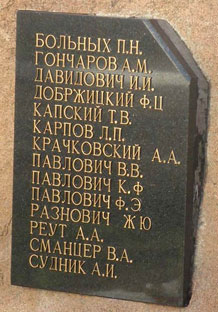 БОЛЬНЫХ П.Н.
ГОНЧАРОВ А.М.
ДАВИДОВИЧ И.Й.
ДОБРЖИЦКИЙ Ф.Ц
КАПСКИЙ Т.В.
КАРПОВ Л.П.
КРАЧКОВСКИЙ А.А.
ПАВЛОВИЧ В.В.
ПАВЛОВИЧ К.Ф
ПАВЛОВИЧ Ф.Э
РАЗНОВИЧ Ж Ю
РЕУТ А.А.
СМАНЦЕР В.А.
СУДНИК А.И.